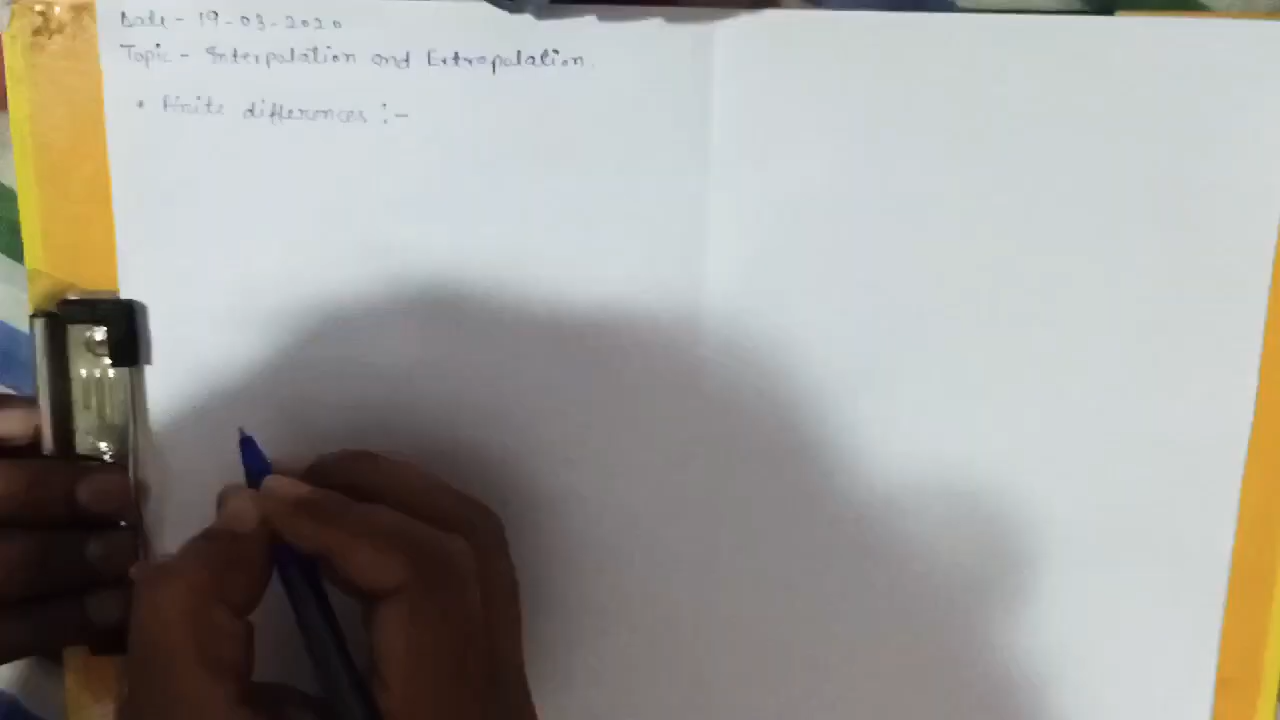 Date - 19-03-2020
Topic - Interpolation and Extrapolation.
• Finite differences :-